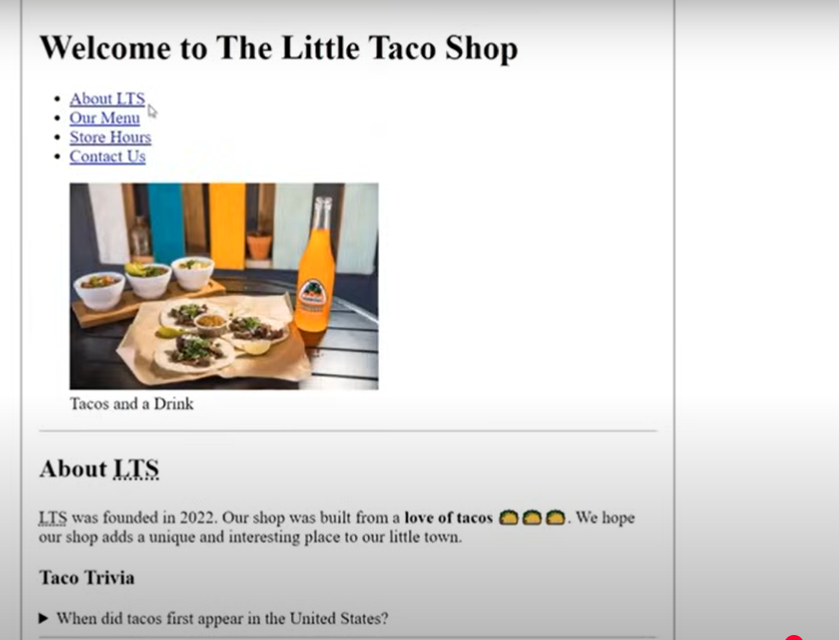 Welcome to The Little Taco Shop
• About LTS
• Our Menu
• Store Hours
• Contact Us
Tacos and a Drink
About LTS
LTS was founded in 2022. Our shop was built from a love of tacos 🌮🌮🌮. We hope
our shop adds a unique and interesting place to our little town.
Taco Trivia
▶ When did tacos first appear in the United States?